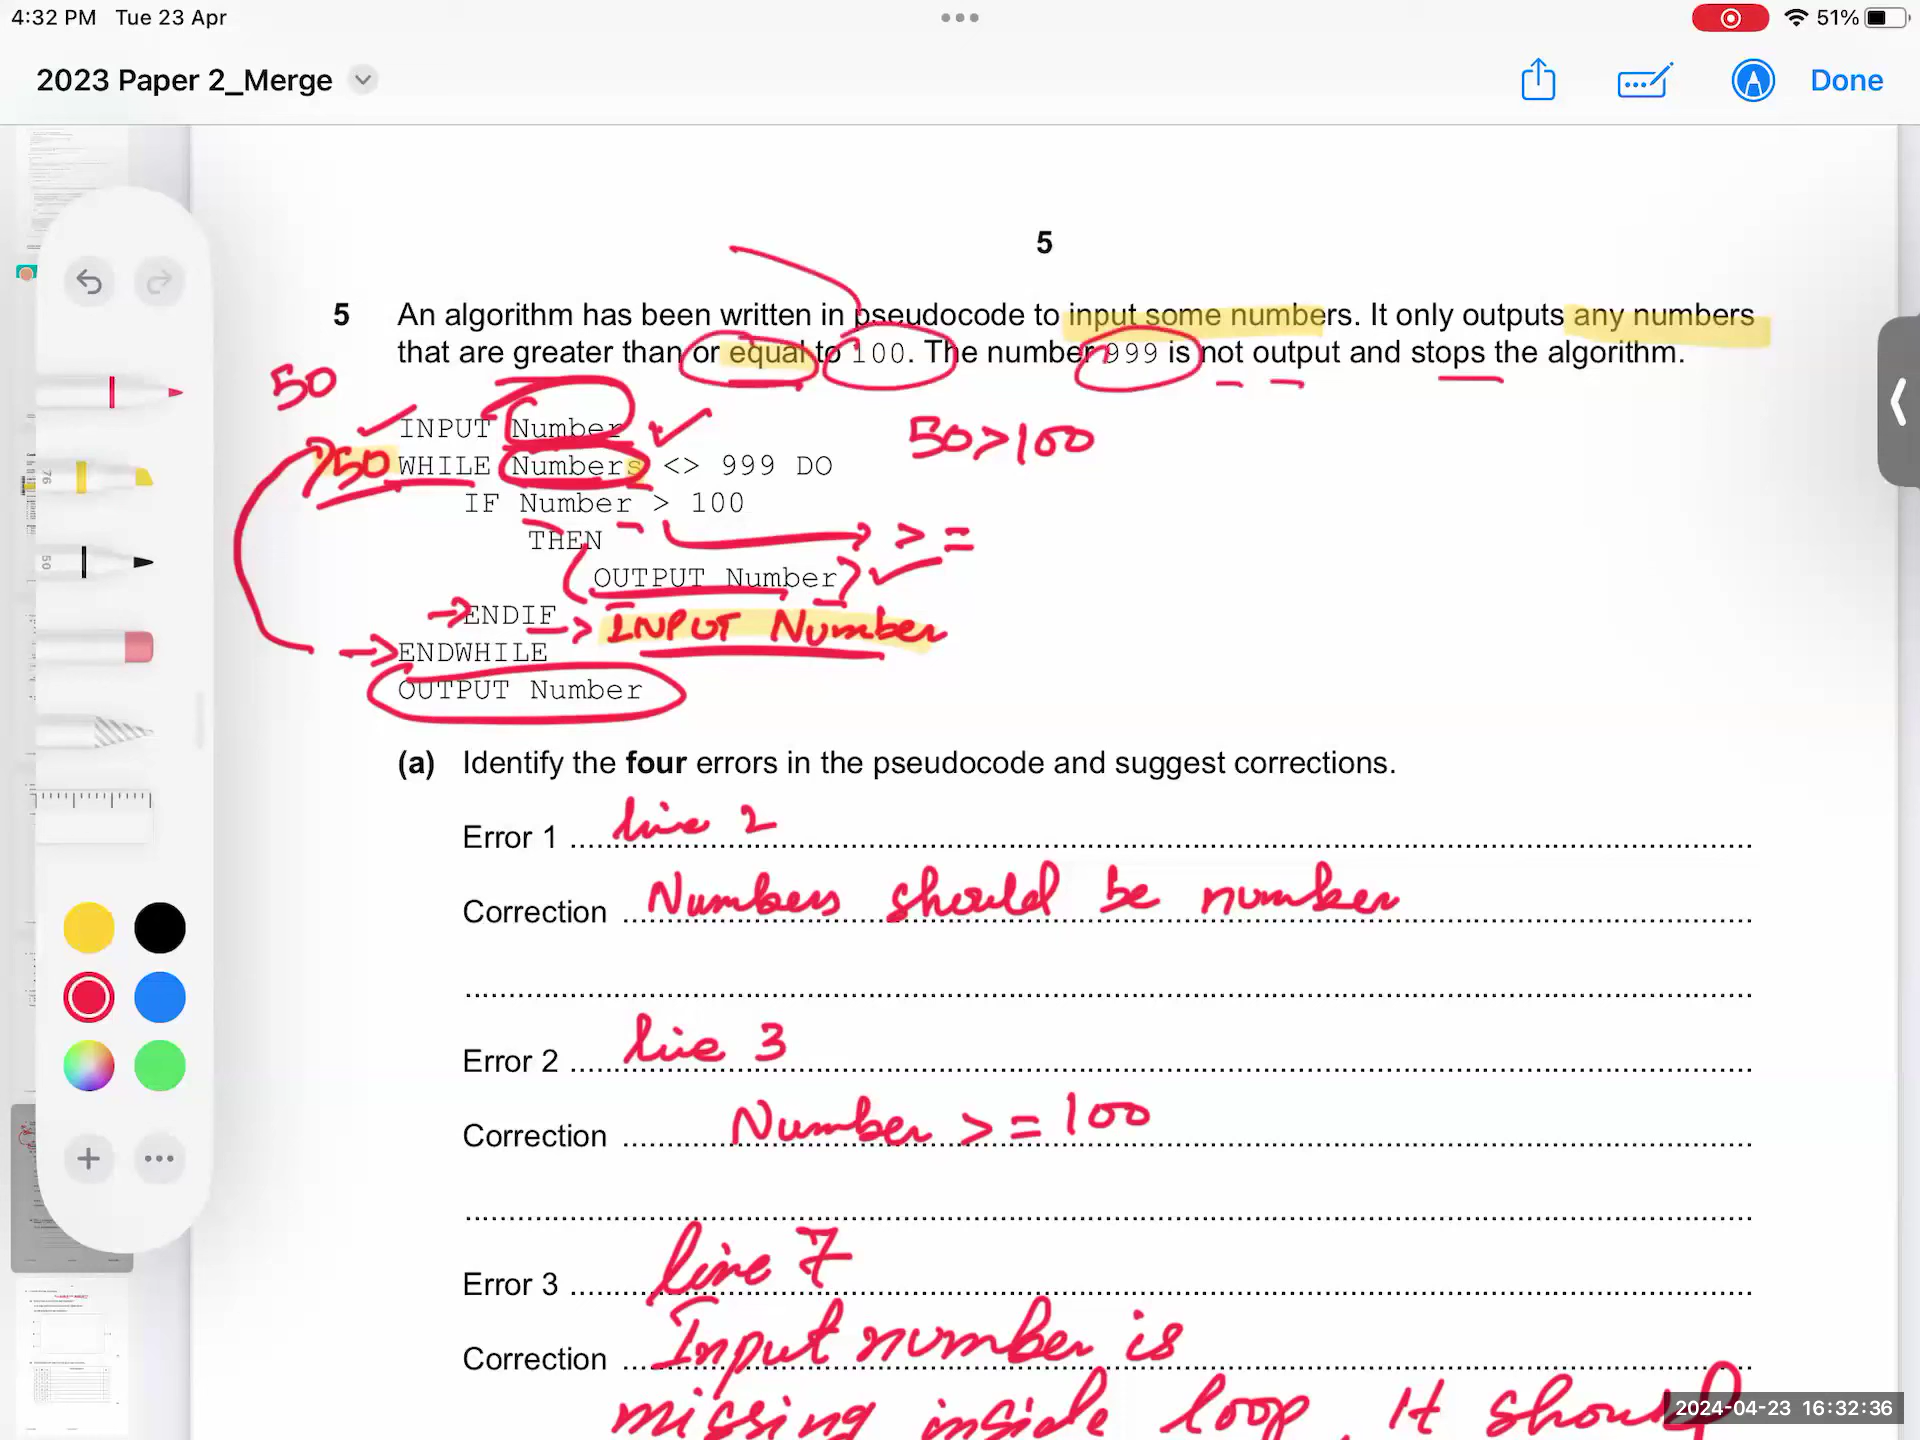 4:32 PM Tue 23 Apr
51%
2023 Paper 2_Merge
Done
5
5 An algorithm has been written in pseudocode to input some numbers. It only outputs any numbers
that are greater than or equal to 100. The number 999 is not output and stops the algorithm.
50
INPUT Number
50>100
50 WHILE Numbers <> 999 DO
IF Number > 100
THEN
> =
OUTPUT Number
ENDIF
INPUT Number
ENDWHILE
OUTPUT Number
(a) Identify the four errors in the pseudocode and suggest corrections.
Error 1 line 2
Correction Numbers should be number
Error 2 line 3
Correction Number >= 100
Error 3 line 7
Correction Input number is
missing inside loop. It should
76
50
2024-04-23 16:32:36